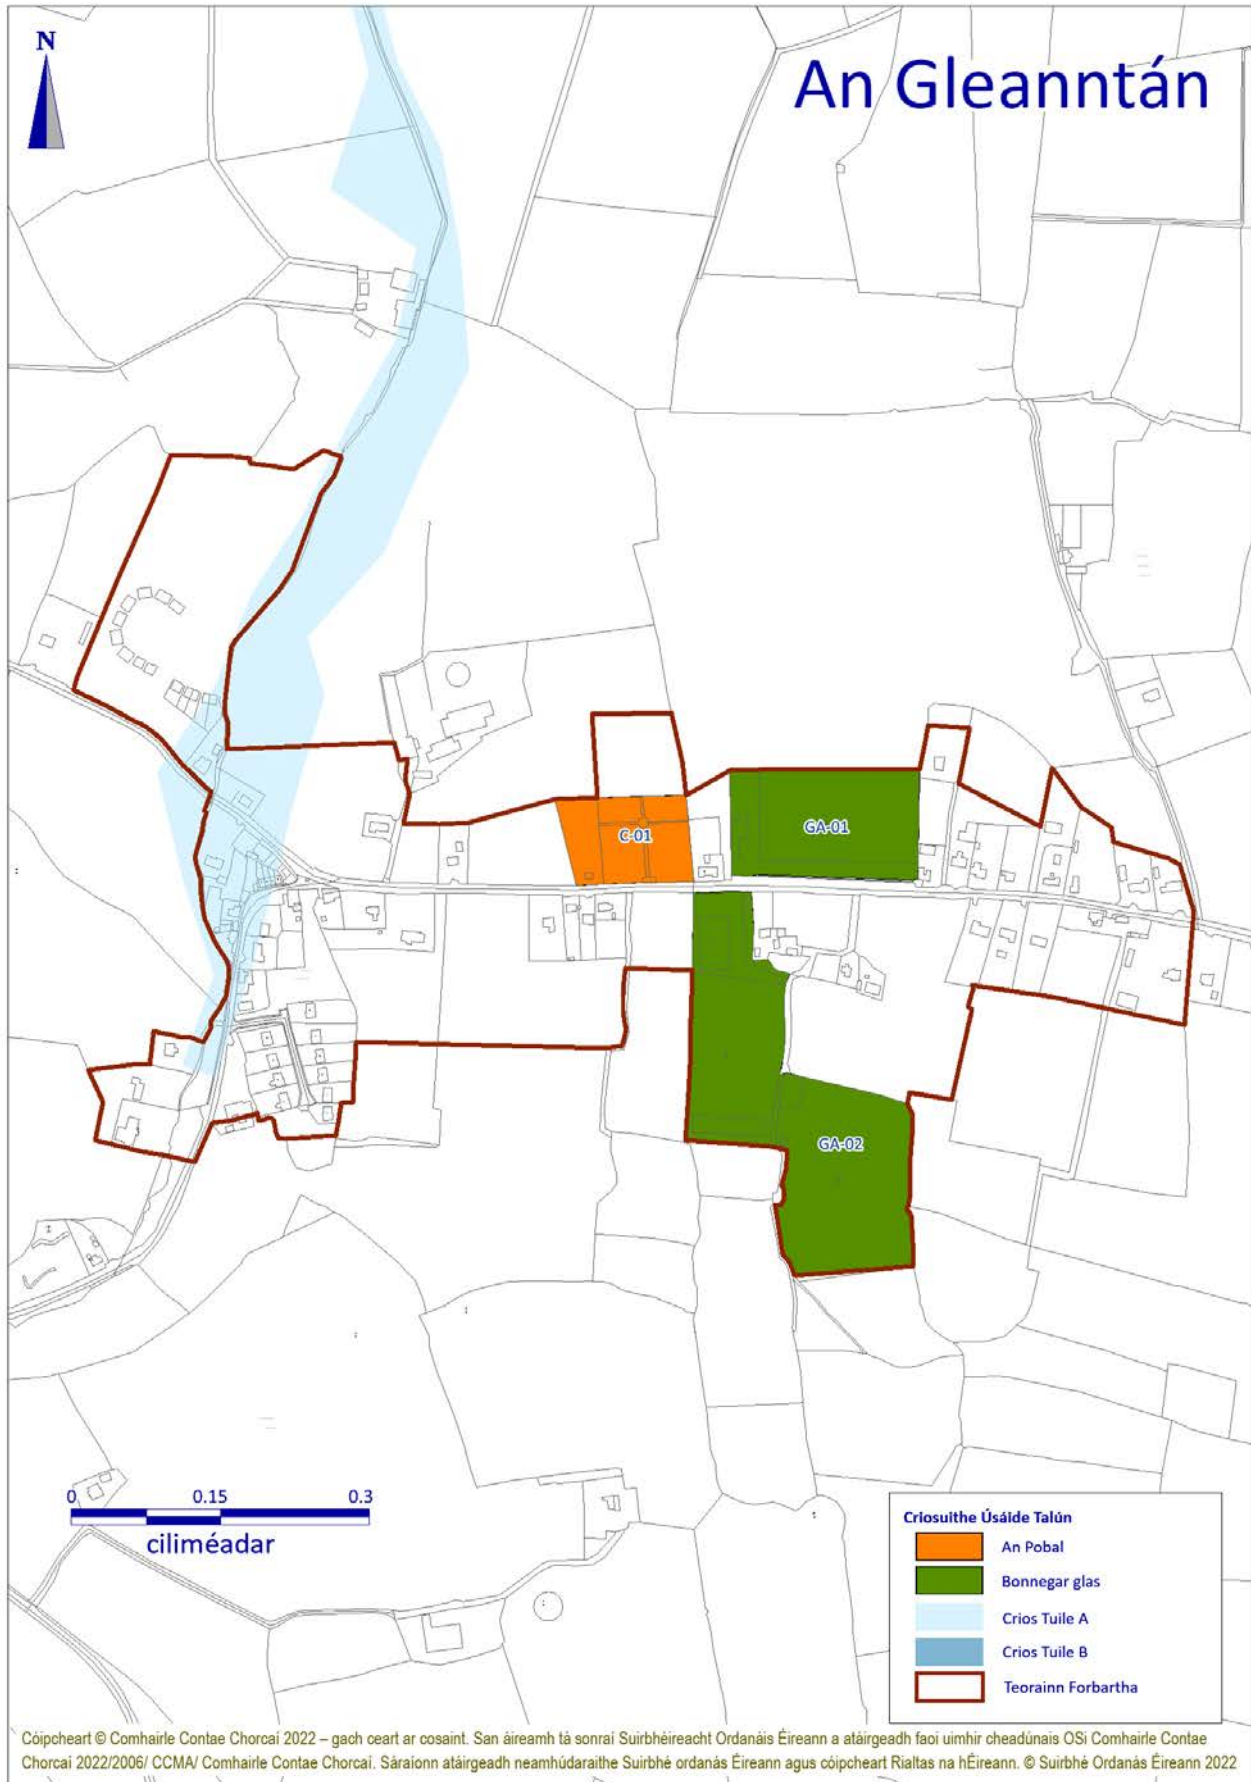 N
An Gleanntán
C-01
GA-01
GA-02
0 0.15 0.3
ciliméadar
Criosuithe Úsáide Talún
An Pobal
Bonnegar glas
Crios Tuile A
Crios Tuile B
Teorainn Forbartha
Cóipcheart © Comhairle Contae Chorcaí 2022 – gach ceart ar cosaint. San áireamh tá sonraí Suirbhéireacht Ordanáis Éireann a atáirgeadh faoi uimhir cheadúnais OSi Comhairle Contae
Chorcaí 2022/2006/ CCMA/ Comhairle Contae Chorcaí. Sáraíonn atáirgeadh neamhúdaraithe Suirbhé ordanás Éireann agus cóipcheart Rialtas na hÉireann. © Suirbhé Ordanás Éireann 2022